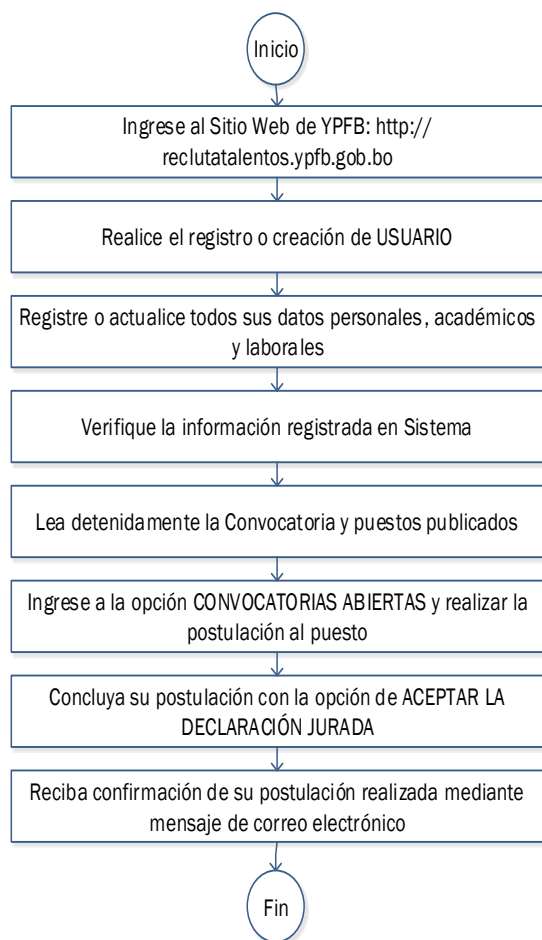 Inicio
Ingrese al Sitio Web de YPFB: http://
reclutatalentos.ypfb.gob.bo
Realice el registro o creación de USUARIO
Registre o actualice todos sus datos personales, académicos
y laborales
Verifique la información registrada en Sistema
Lea detenidamente la Convocatoria y puestos publicados
Ingrese a la opción CONVOCATORIAS ABIERTAS y realizar la
postulación al puesto
Concluya su postulación con la opción de ACEPTAR LA
DECLARACIÓN JURADA
Reciba confirmación de su postulación realizada mediante
mensaje de correo electrónico
Fin